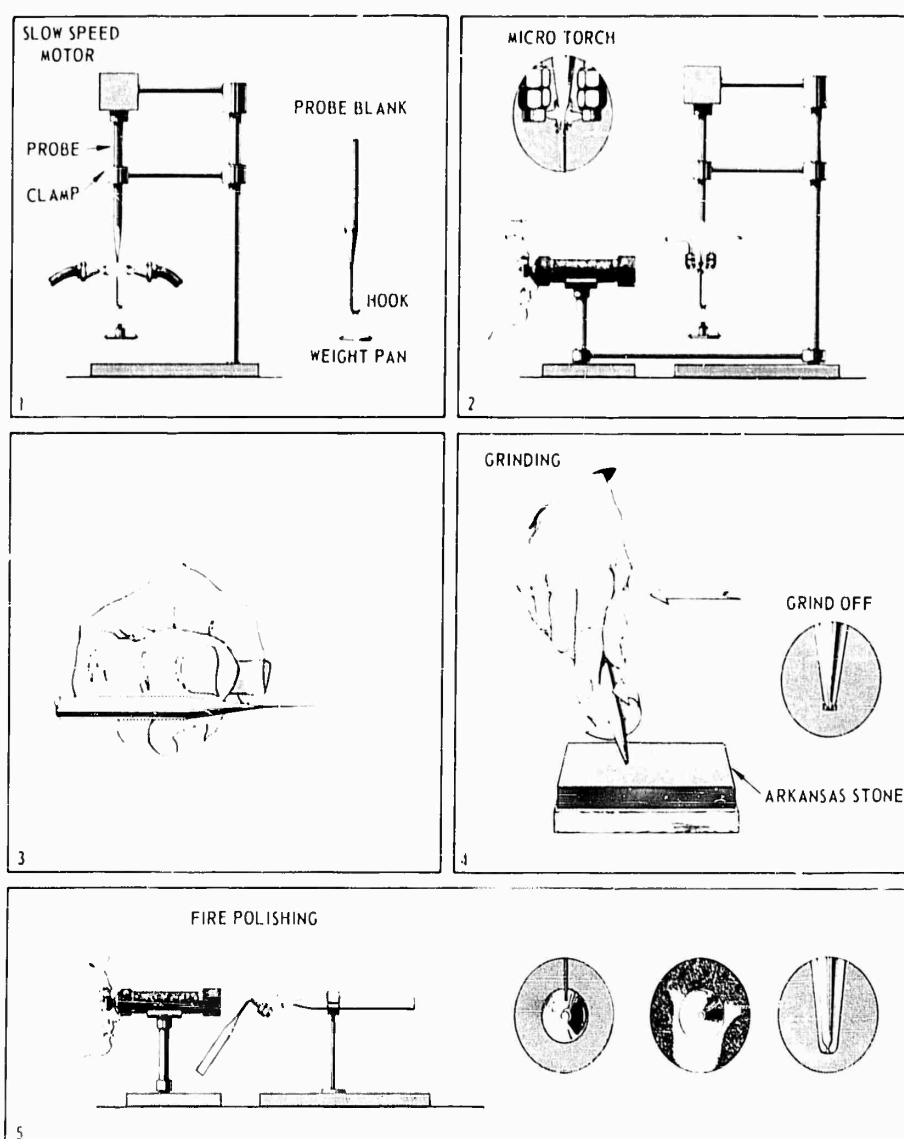 SLOW SPEED
MOTOR
PROBE
CLAMP
PROBE BLANK
HOOK
WEIGHT PAN
1
MICRO TORCH
2
3
GRINDING
GRIND OFF
ARKANSAS STONE
4
FIRE POLISHING
5